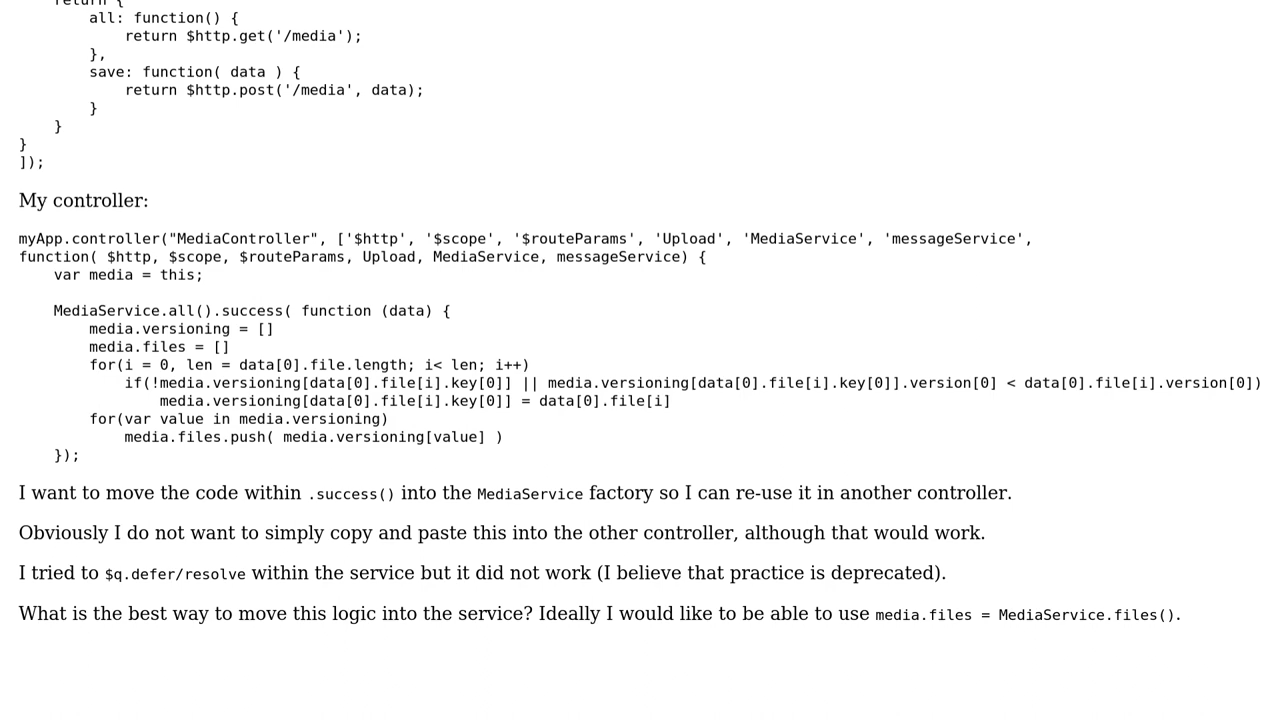 return {
        all: function() {
            return $http.get('/media');
        },
        save: function( data ) {
            return $http.post('/media', data);
        }
    }
}
]);
My controller:
myApp.controller("MediaController", ['$http', '$scope', '$routeParams', 'Upload', 'MediaService', 'messageService',
function( $http, $scope, $routeParams, Upload, MediaService, messageService) {
    var media = this;

    MediaService.all().success( function (data) {
        media.versioning = []
        media.files = []
        for(i = 0, len = data[0].file.length; i< len; i++)
            if(!media.versioning[data[0].file[i].key[0]] || media.versioning[data[0].file[i].key[0]].version[0] < data[0].file[i].version[0])
                media.versioning[data[0].file[i].key[0]] = data[0].file[i]
        for(var value in media.versioning)
            media.files.push( media.versioning[value] )
    });
I want to move the code within .success() into the MediaService factory so I can re-use it in another controller.
Obviously I do not want to simply copy and paste this into the other controller, although that would work.
I tried to $q.defer/resolve within the service but it did not work (I believe that practice is deprecated).
What is the best way to move this logic into the service? Ideally I would like to be able to use media.files = MediaService.files().